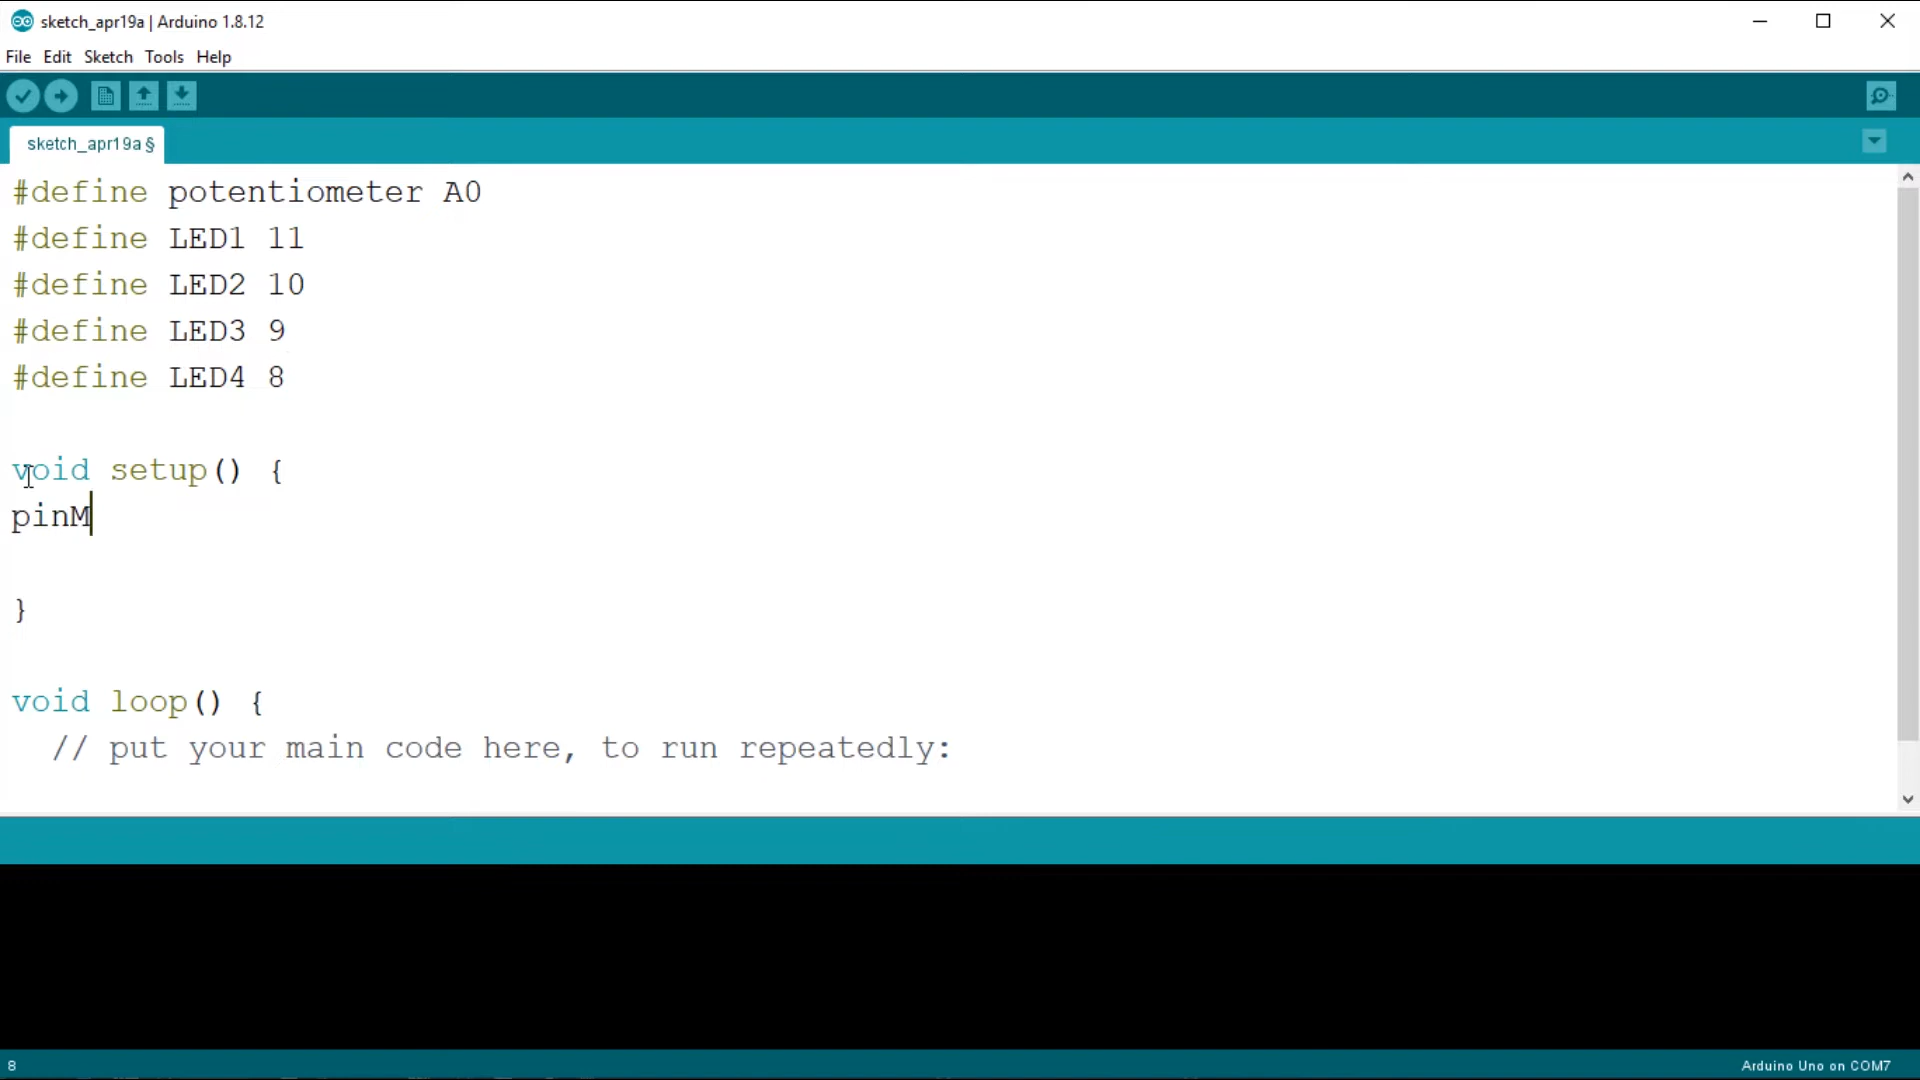 sketch_apr19a | Arduino 1.8.12
File Edit Sketch Tools Help
sketch_apr19a §
#define potentiometer A0
#define LED1 11
#define LED2 10
#define LED3 9
#define LED4 8
void setup() {
pinM
}
void loop() {
// put your main code here, to run repeatedly:
8
Arduino Uno on COM7